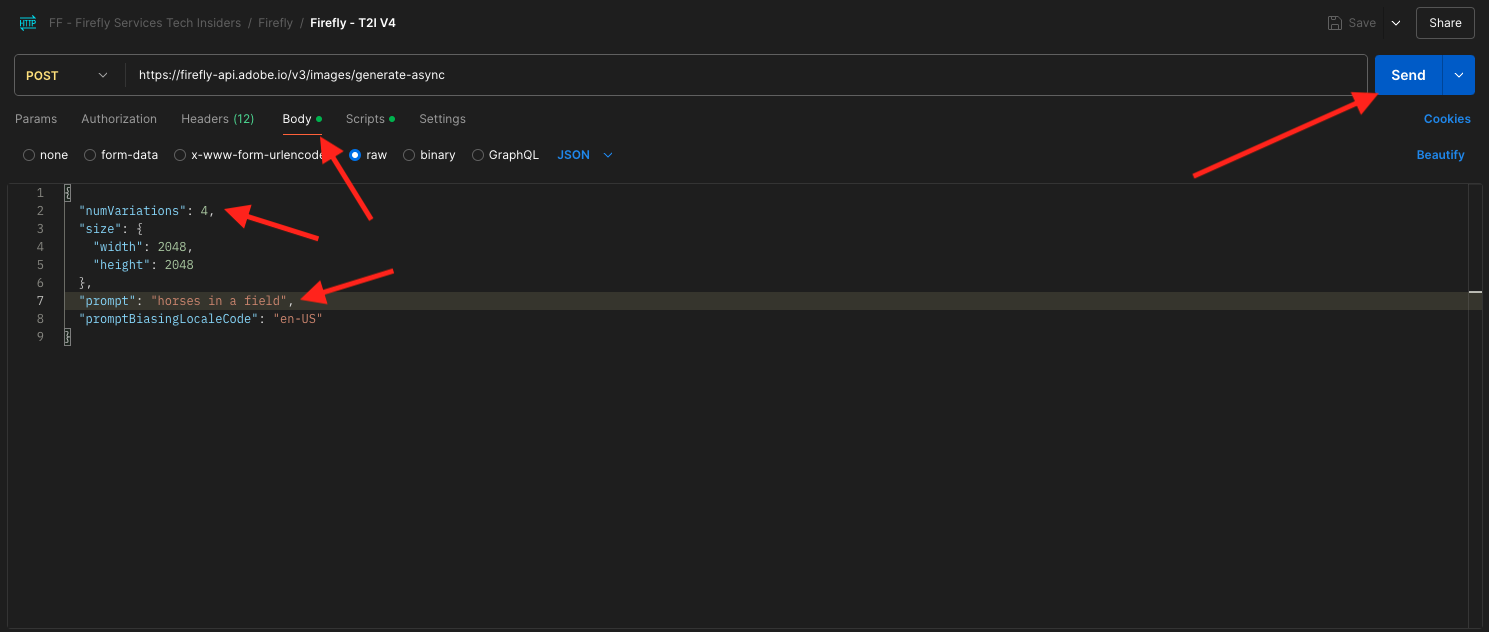 HTTP FF - Firefly Services Tech Insiders / Firefly / Firefly - T2I V4 Save Share
POST https://firefly-api.adobe.io/v3/images/generate-async Send
Params Authorization Headers (12) Body Scripts Settings Cookies
none form-data x-www-form-urlencode raw binary GraphQL JSON Beautify
1 {
2 "numVariations": 4,
3 "size": {
4 "width": 2048,
5 "height": 2048
6 },
7 "prompt": "horses in a field",
8 "promptBiasingLocaleCode": "en-US"
9 }